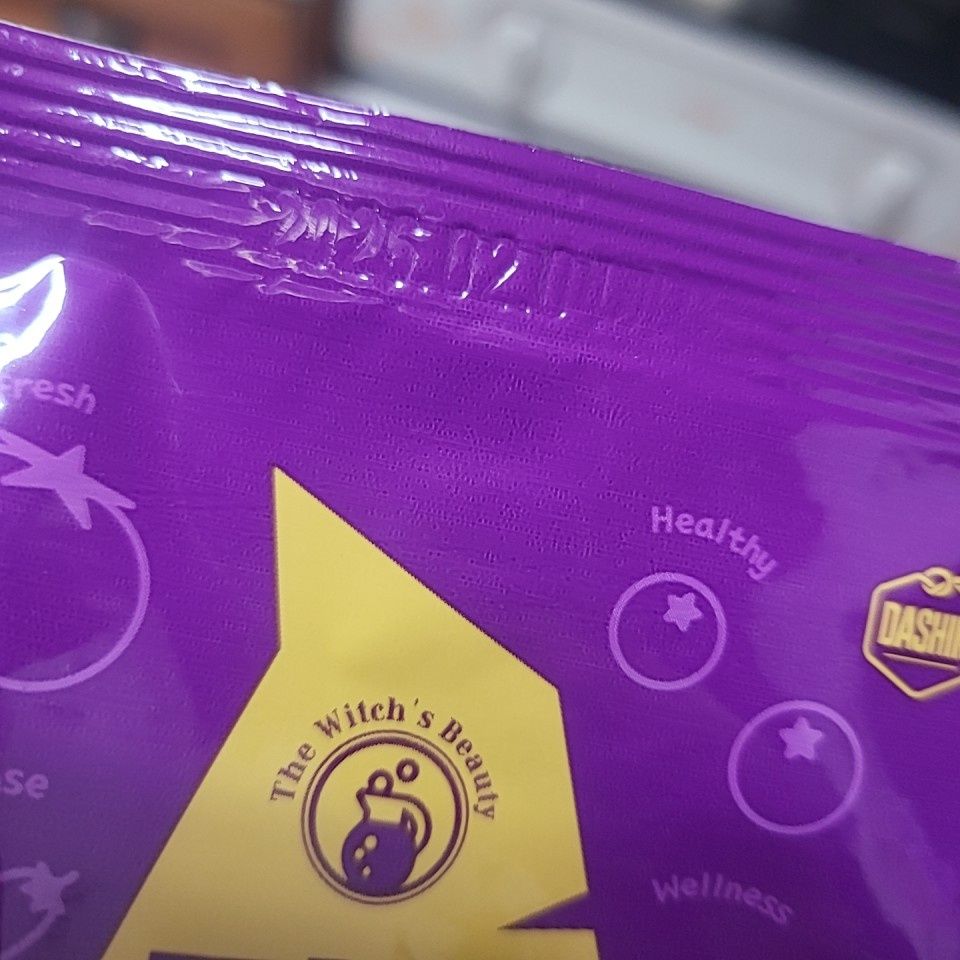 2025 02 01
Fresh
Healthy
DASHIN
The Witch's Beauty
Wellness